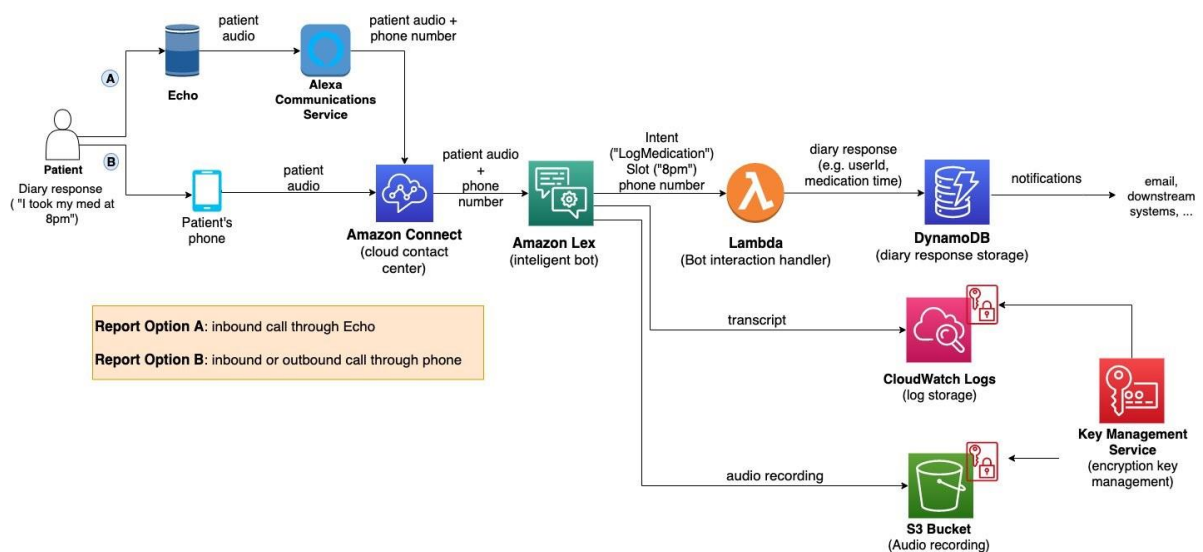 patient
audio
patient audio +
phone number
A
Echo
Alexa
Communications
Service
Patient
Diary response
( "I took my med at
8pm")
B
Patient's
phone
patient
audio
Amazon Connect
(cloud contact
center)
patient audio
+
phone
number
Amazon Lex
(inteligent bot)
Intent
("LogMedication")
Slot ("8pm")
phone number
Lambda
(Bot interaction handler)
diary response
(e.g. userId,
medication time)
DynamoDB
(diary response storage)
notifications
email,
downstream
systems, ...
Report Option A: inbound call through Echo
Report Option B: inbound or outbound call through phone
transcript
CloudWatch Logs
(log storage)
Key Management
Service
(encryption key
management)
audio recording
S3 Bucket
(Audio recording)